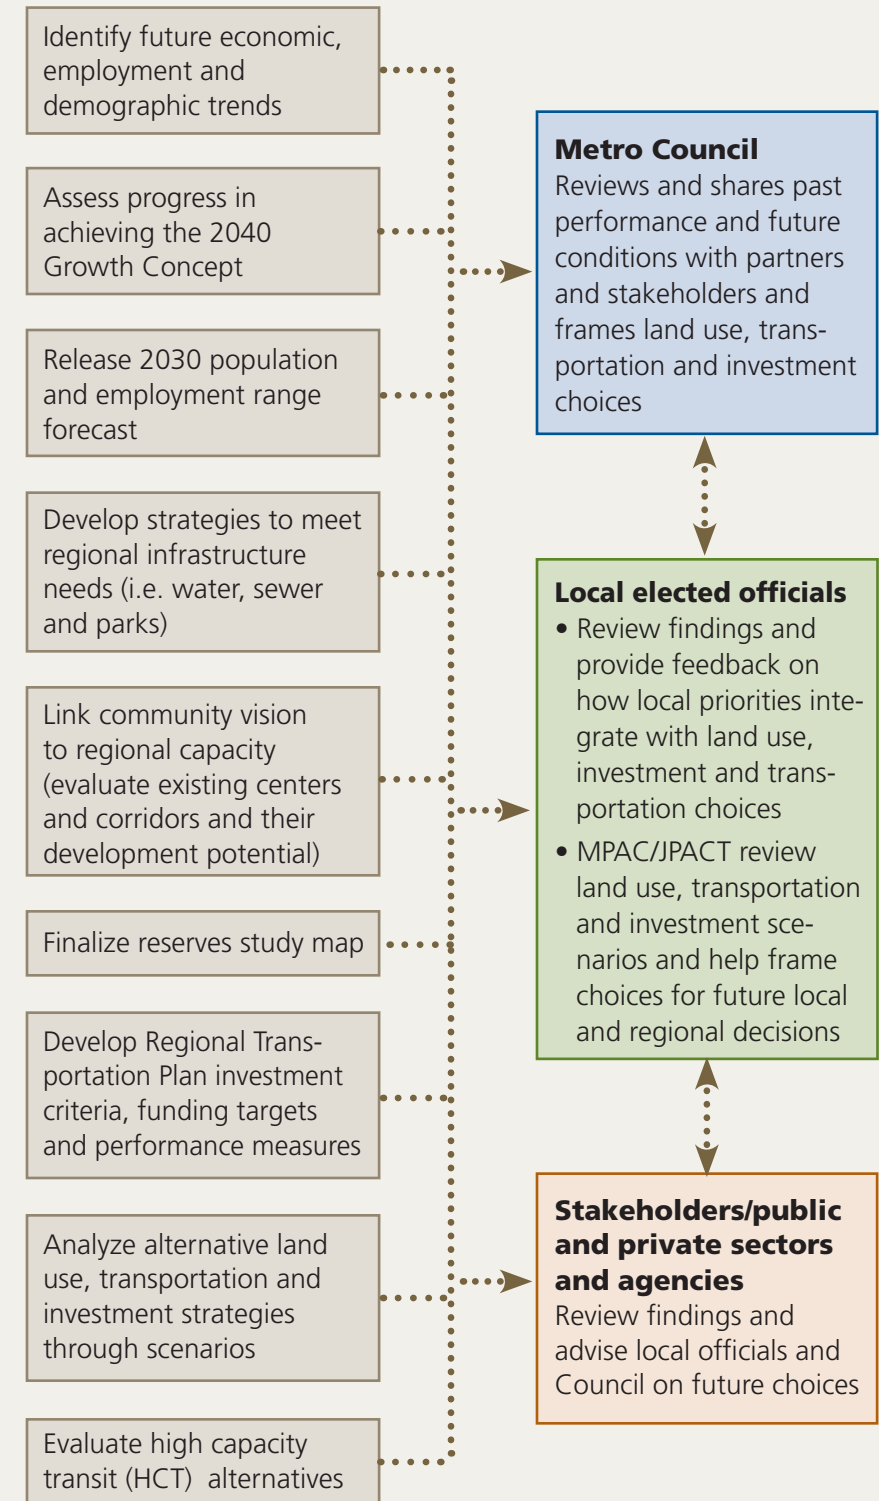 Identify future economic,
employment and
demographic trends
Assess progress in
achieving the 2040
Growth Concept
Release 2030 population
and employment range
forecast
Develop strategies to meet
regional infrastructure
needs (i.e. water, sewer
and parks)
Link community vision
to regional capacity
(evaluate existing centers
and corridors and their
development potential)
Finalize reserves study map
Develop Regional Trans-
portation Plan investment
criteria, funding targets
and performance measures
Analyze alternative land
use, transportation and
investment strategies
through scenarios
Evaluate high capacity
transit (HCT) alternatives
Metro Council
Reviews and shares past
performance and future
conditions with partners
and stakeholders and
frames land use, trans-
portation and investment
choices
Local elected officials
• Review findings and
provide feedback on
how local priorities inte-
grate with land use,
investment and trans-
portation choices
• MPAC/JPACT review
land use, transportation
and investment sce-
narios and help frame
choices for future local
and regional decisions
Stakeholders/public
and private sectors
and agencies
Review findings and
advise local officials and
Council on future choices